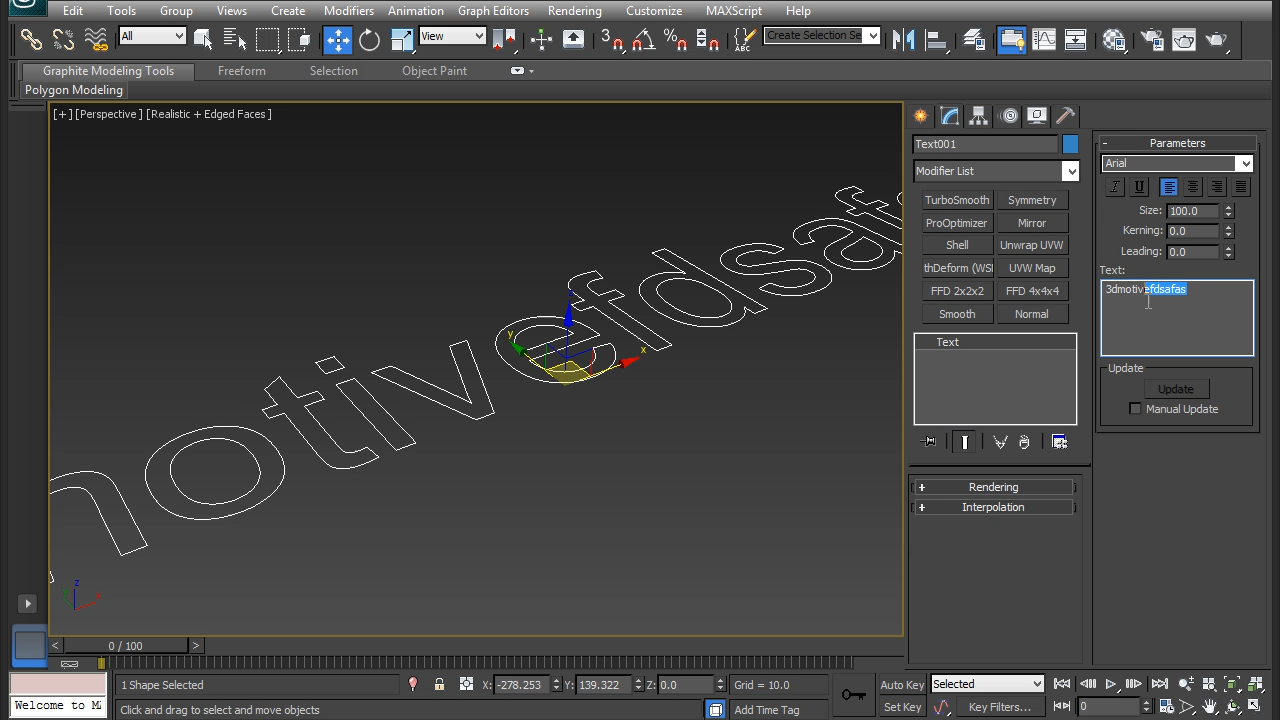 Edit Tools Group Views Create Modifiers Animation Graph Editors Rendering Customize MAXScript Help
All View 3 Create Selection Se
Graphite Modeling Tools Freeform Selection Object Paint
Polygon Modeling
[+] [Perspective ] [Realistic + Edged Faces ]
otivefdsafa
x y z
z
0 / 100
Text001
Modifier List
TurboSmooth Symmetry
ProOptimizer Mirror
Shell Unwrap UVW
thDeform (WS UVW Map
FFD 2x2x2 FFD 4x4x4
Smooth Normal
Text
+ Rendering
+ Interpolation
- Parameters
Arial
I U
Size: 100.0
Kerning: 0.0
Leading: 0.0
Text:
3dmotivefdsafas
Update
Update
Manual Update
1 Shape Selected X: -278.253 Y: 139.322 Z: 0.0 Grid = 10.0 Auto Key Selected
Welcome to M Click and drag to select and move objects Add Time Tag Set Key Key Filters... 0